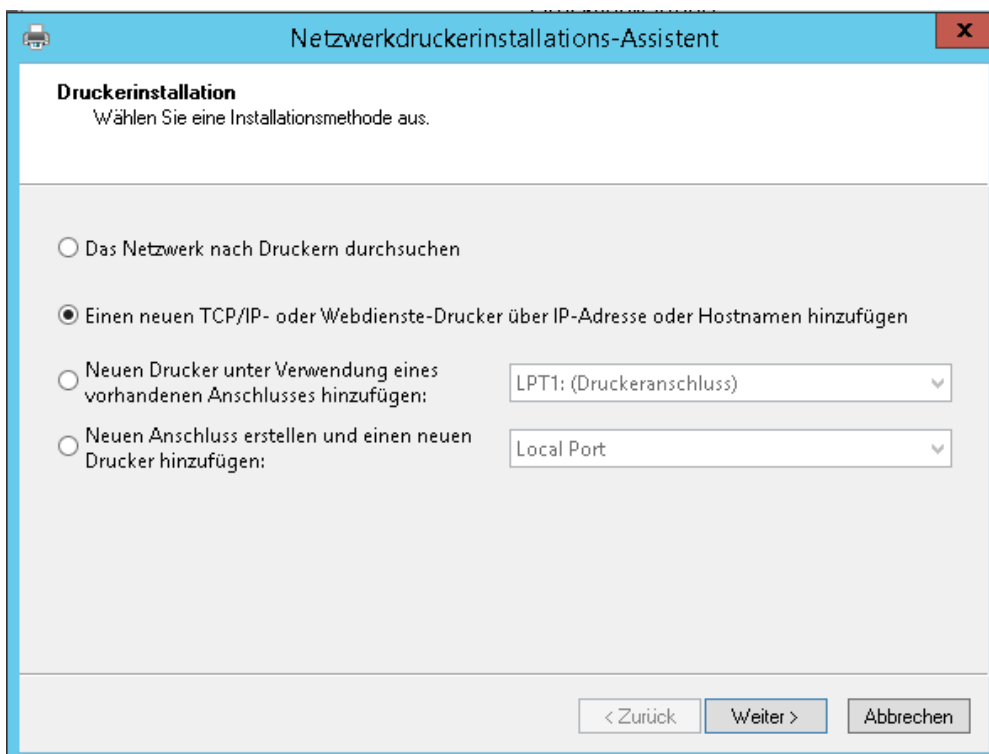 Netzwerkdruckerinstallations-Assistent
x
Druckerinstallation
Wählen Sie eine Installationsmethode aus.
Das Netzwerk nach Druckern durchsuchen
Einen neuen TCP/IP- oder Webdienste-Drucker über IP-Adresse oder Hostnamen hinzufügen
Neuen Drucker unter Verwendung eines
vorhandenen Anschlusses hinzufügen:
LPT1: (Druckeranschluss)
Neuen Anschluss erstellen und einen neuen
Drucker hinzufügen:
Local Port
< Zurück
Weiter >
Abbrechen